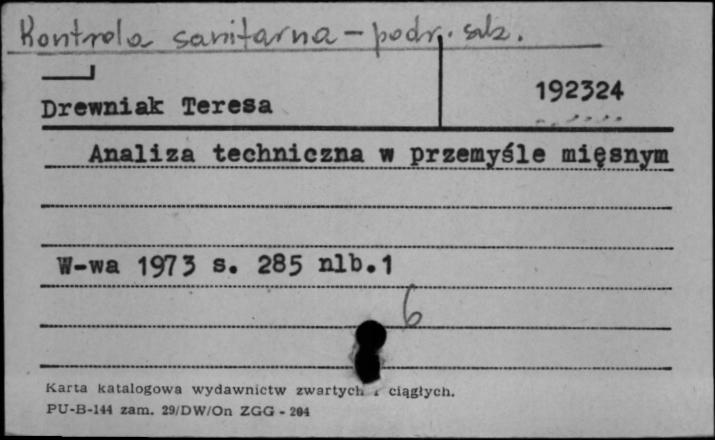 Kontrola sanitarna - podr. szk.
Drewniak Teresa
192324
Analiza techniczna w przemyśle mięsnym
W-wa 1973 s. 285 nlb.1
6
Karta katalogowa wydawnictw zwartych i ciągłych.
PU-B-144 zam. 29/DW/On ZGG - 204